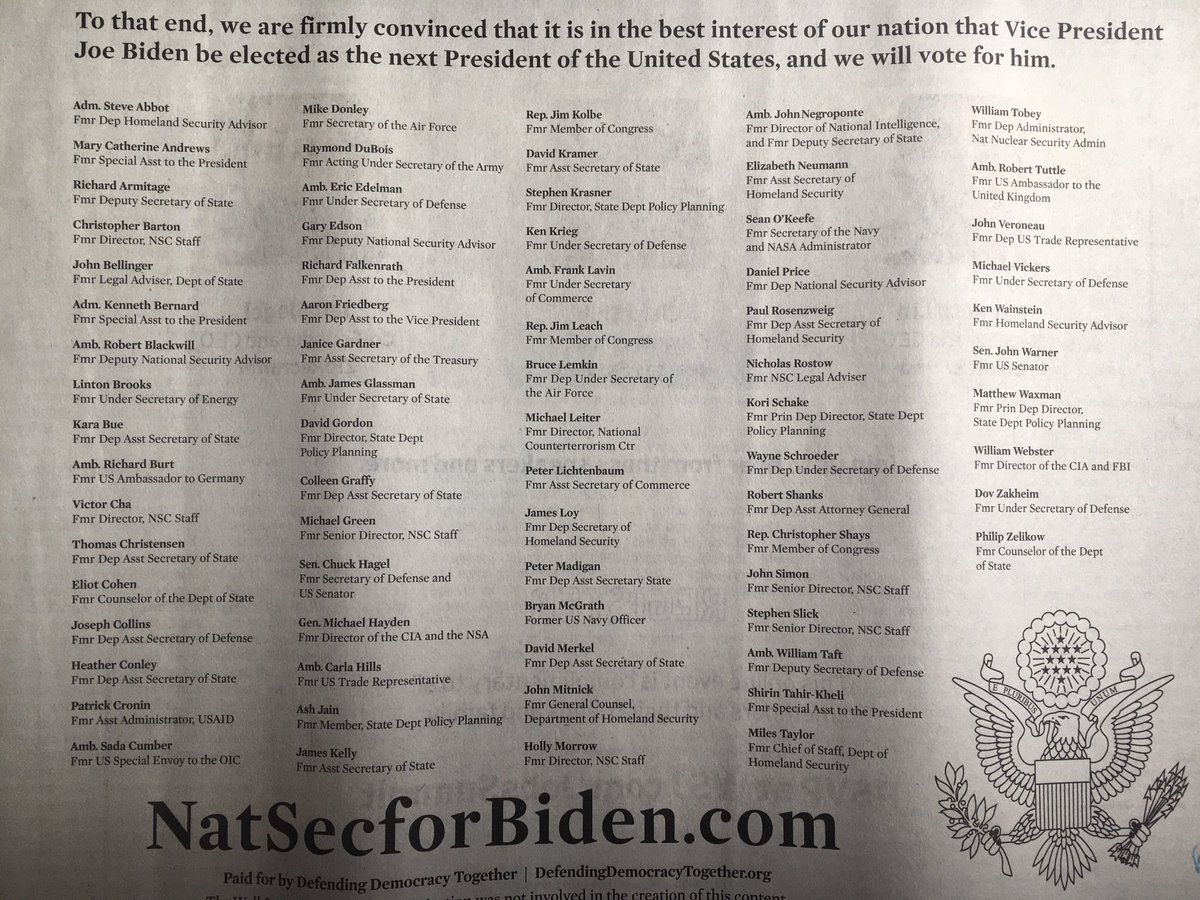 To that end, we are firmly convinced that it is in the best interest of our nation that Vice President
Joe Biden be elected as the next President of the United States, and we will vote for him.
Adm. Steve Abbot
Fmr Dep Homeland Security Advisor
Mary Catherine Andrews
Fmr Special Asst to the President
Richard Armitage
Fmr Deputy Secretary of State
Christopher Barton
Fmr Director, NSC Staff
John Bellinger
Fmr Legal Adviser, Dept of State
Adm. Kenneth Bernard
Fmr Special Asst to the President
Amb. Robert Blackwill
Fmr Deputy National Security Advisor
Linton Brooks
Fmr Under Secretary of Energy
Kara Bue
Fmr Dep Asst Secretary of State
Amb. Richard Burt
Fmr US Ambassador to Germany
Victor Cha
Fmr Director, NSC Staff
Thomas Christensen
Fmr Dep Asst Secretary of State
Eliot Cohen
Fmr Counselor of the Dept of State
Joseph Collins
Fmr Dep Asst Secretary of Defense
Heather Conley
Fmr Dep Asst Secretary of State
Patrick Cronin
Fmr Asst Administrator, USAID
Amb. Sada Cumber
Fmr US Special Envoy to the OIC
Mike Donley
Fmr Secretary of the Air Force
Raymond DuBois
Fmr Acting Under Secretary of the Army
Amb. Eric Edelman
Fmr Under Secretary of Defense
Gary Edson
Fmr Deputy National Security Advisor
Richard Falkenrath
Fmr Dep Asst to the President
Aaron Friedberg
Fmr Dep Asst to the Vice President
Janice Gardner
Fmr Asst Secretary of the Treasury
Amb. James Glassman
Fmr Under Secretary of State
David Gordon
Fmr Director, State Dept
Policy Planning
Colleen Graffy
Fmr Dep Asst Secretary of State
Michael Green
Fmr Senior Director, NSC Staff
Sen. Chuck Hagel
Fmr Secretary of Defense and
US Senator
Gen. Michael Hayden
Fmr Director of the CIA and the NSA
Amb. Carla Hills
Fmr US Trade Representative
Ash Jain
Fmr Member, State Dept Policy Planning
James Kelly
Fmr Asst Secretary of State
Rep. Jim Kolbe
Fmr Member of Congress
David Kramer
Fmr Asst Secretary of State
Stephen Krasner
Fmr Director, State Dept Policy Planning
Ken Krieg
Fmr Under Secretary of Defense
Amb. Frank Lavin
Fmr Under Secretary
of Commerce
Rep. Jim Leach
Fmr Member of Congress
Bruce Lemkin
Fmr Dep Under Secretary of
the Air Force
Michael Leiter
Fmr Director, National
Counterterrorism Ctr
Peter Lichtenbaum
Fmr Asst Secretary of Commerce
James Loy
Fmr Dep Secretary of
Homeland Security
Peter Madigan
Fmr Dep Asst Secretary State
Bryan McGrath
Former US Navy Officer
David Merkel
Fmr Dep Asst Secretary of State
John Mitnick
Fmr General Counsel,
Department of Homeland Security
Holly Morrow
Fmr Director, NSC Staff
Amb. John Negroponte
Fmr Director of National Intelligence,
and Fmr Deputy Secretary of State
Elizabeth Neumann
Fmr Asst Secretary of
Homeland Security
Sean O'Keefe
Fmr Secretary of the Navy
and NASA Administrator
Daniel Price
Fmr Dep National Security Advisor
Paul Rosenzweig
Fmr Dep Asst Secretary of
Homeland Security
Nicholas Rostow
Fmr NSC Legal Adviser
Kori Schake
Fmr Prin Dep Director, State Dept
Policy Planning
Wayne Schroeder
Fmr Dep Under Secretary of Defense
Robert Shanks
Fmr Dep Asst Attorney General
Rep. Christopher Shays
Fmr Member of Congress
John Simon
Fmr Senior Director, NSC Staff
Stephen Slick
Fmr Senior Director, NSC Staff
Amb. William Taft
Fmr Deputy Secretary of Defense
Shirin Tahir-Kheli
Fmr Special Asst to the President
Miles Taylor
Fmr Chief of Staff, Dept of
Homeland Security
William Tobey
Fmr Dep Administrator,
Nat Nuclear Security Admin
Amb. Robert Tuttle
Fmr US Ambassador to the
United Kingdom
John Veroneau
Fmr Dep US Trade Representative
Michael Vickers
Fmr Under Secretary of Defense
Ken Wainstein
Fmr Homeland Security Advisor
Sen. John Warner
Fmr US Senator
Matthew Waxman
Fmr Prin Dep Director,
State Dept Policy Planning
William Webster
Fmr Director of the CIA and FBI
Dov Zakheim
Fmr Under Secretary of Defense
Philip Zelikow
Fmr Counselor of the Dept
of State
E PLURIBUS UNUM
NatSecforBiden.com
Paid for by Defending Democracy Together | DefendingDemocracyTogether.org
was not involved in the creation of this content